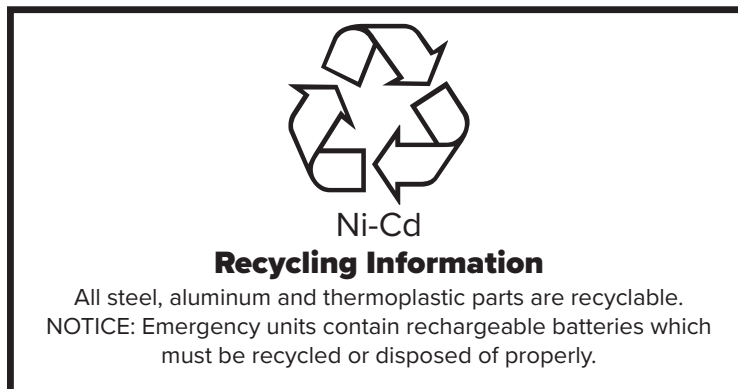 Ni-Cd
Recycling Information
All steel, aluminum and thermoplastic parts are recyclable.
NOTICE: Emergency units contain rechargeable batteries which
must be recycled or disposed of properly.